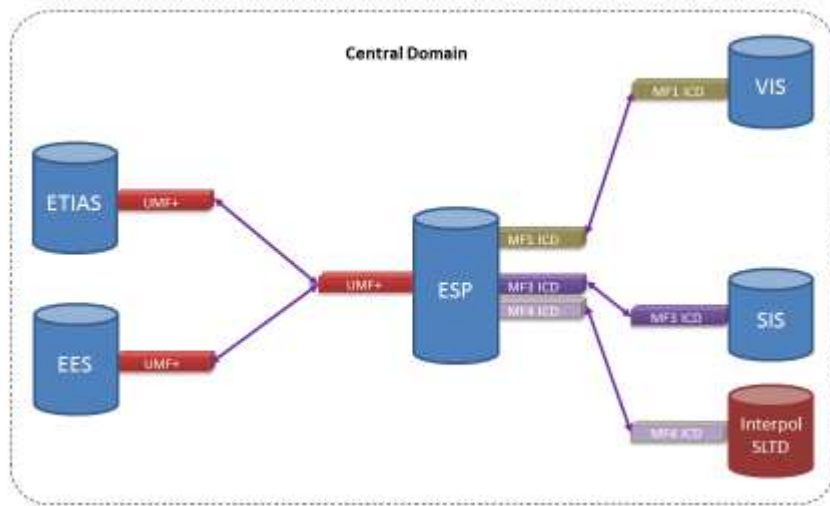 Central Domain
VIS
MF1 ICD
ETIAS
UMF+
ESP
MF1 ICD
UMF+
MF3 ICD
MF4 ICD
SIS
MF3 ICD
EES
UMF+
Interpol
SLTD
MF4 ICD